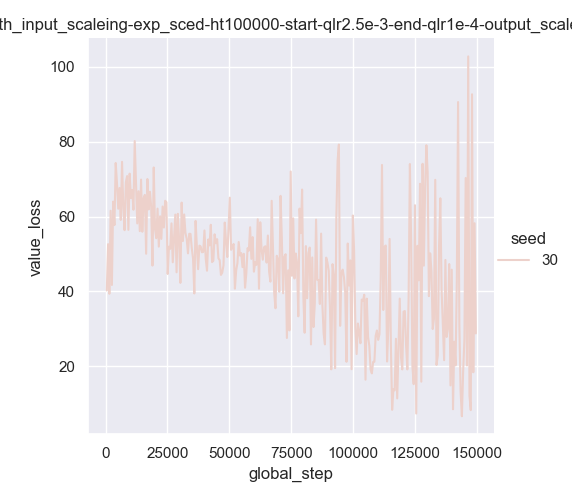 th_input_scaleing-exp_sced-ht100000-start-qlr2.5e-3-end-qlr1e-4-output_scale
100
80
60
40
20
value_loss
seed
30
0 25000 50000 75000 100000 125000 150000
global_step